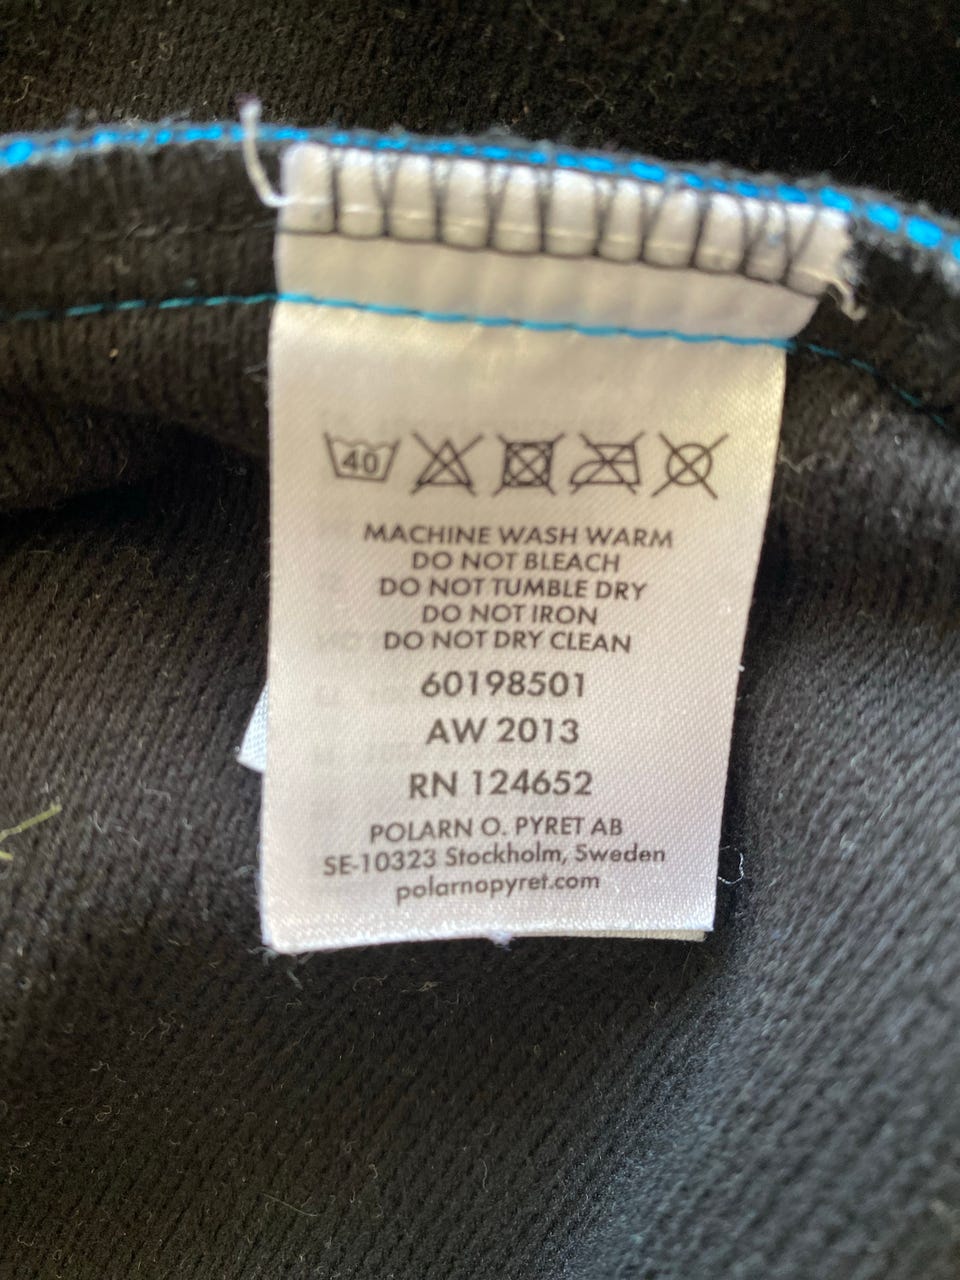 40
MACHINE WASH WARM
DO NOT BLEACH
DO NOT TUMBLE DRY
DO NOT IRON
DO NOT DRY CLEAN
60198501
AW 2013
RN 124652
POLARN O. PYRET AB
SE-10323 Stockholm, Sweden
polarnopyret.com